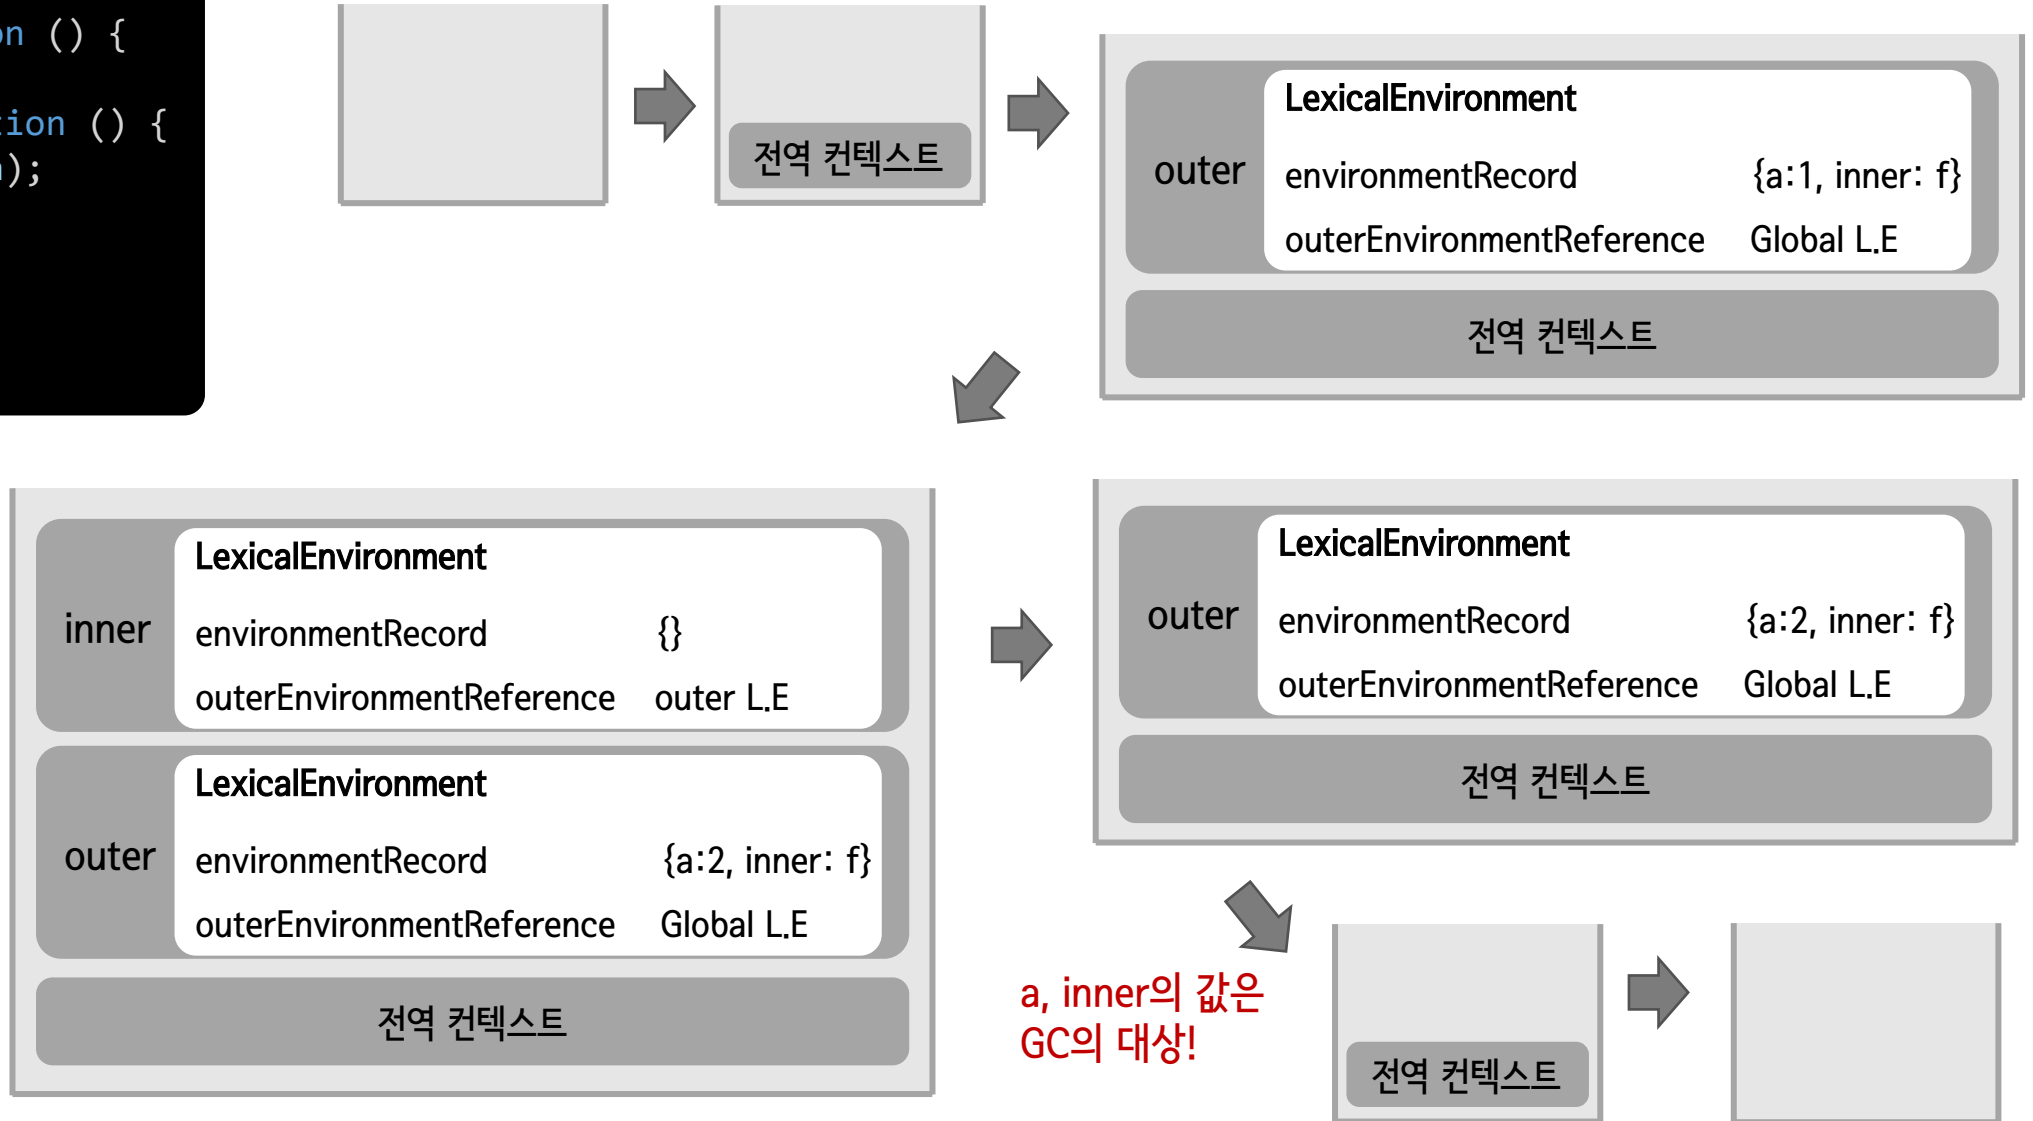 () {
() {
);
전역 컨텍스트
outer
LexicalEnvironment
environmentRecord {a:1, inner: f}
outerEnvironmentReference Global L.E
전역 컨텍스트
inner
LexicalEnvironment
environmentRecord {}
outerEnvironmentReference outer L.E
outer
LexicalEnvironment
environmentRecord {a:2, inner: f}
outerEnvironmentReference Global L.E
전역 컨텍스트
outer
LexicalEnvironment
environmentRecord {a:2, inner: f}
outerEnvironmentReference Global L.E
전역 컨텍스트
a, inner의 값은
GC의 대상!
전역 컨텍스트